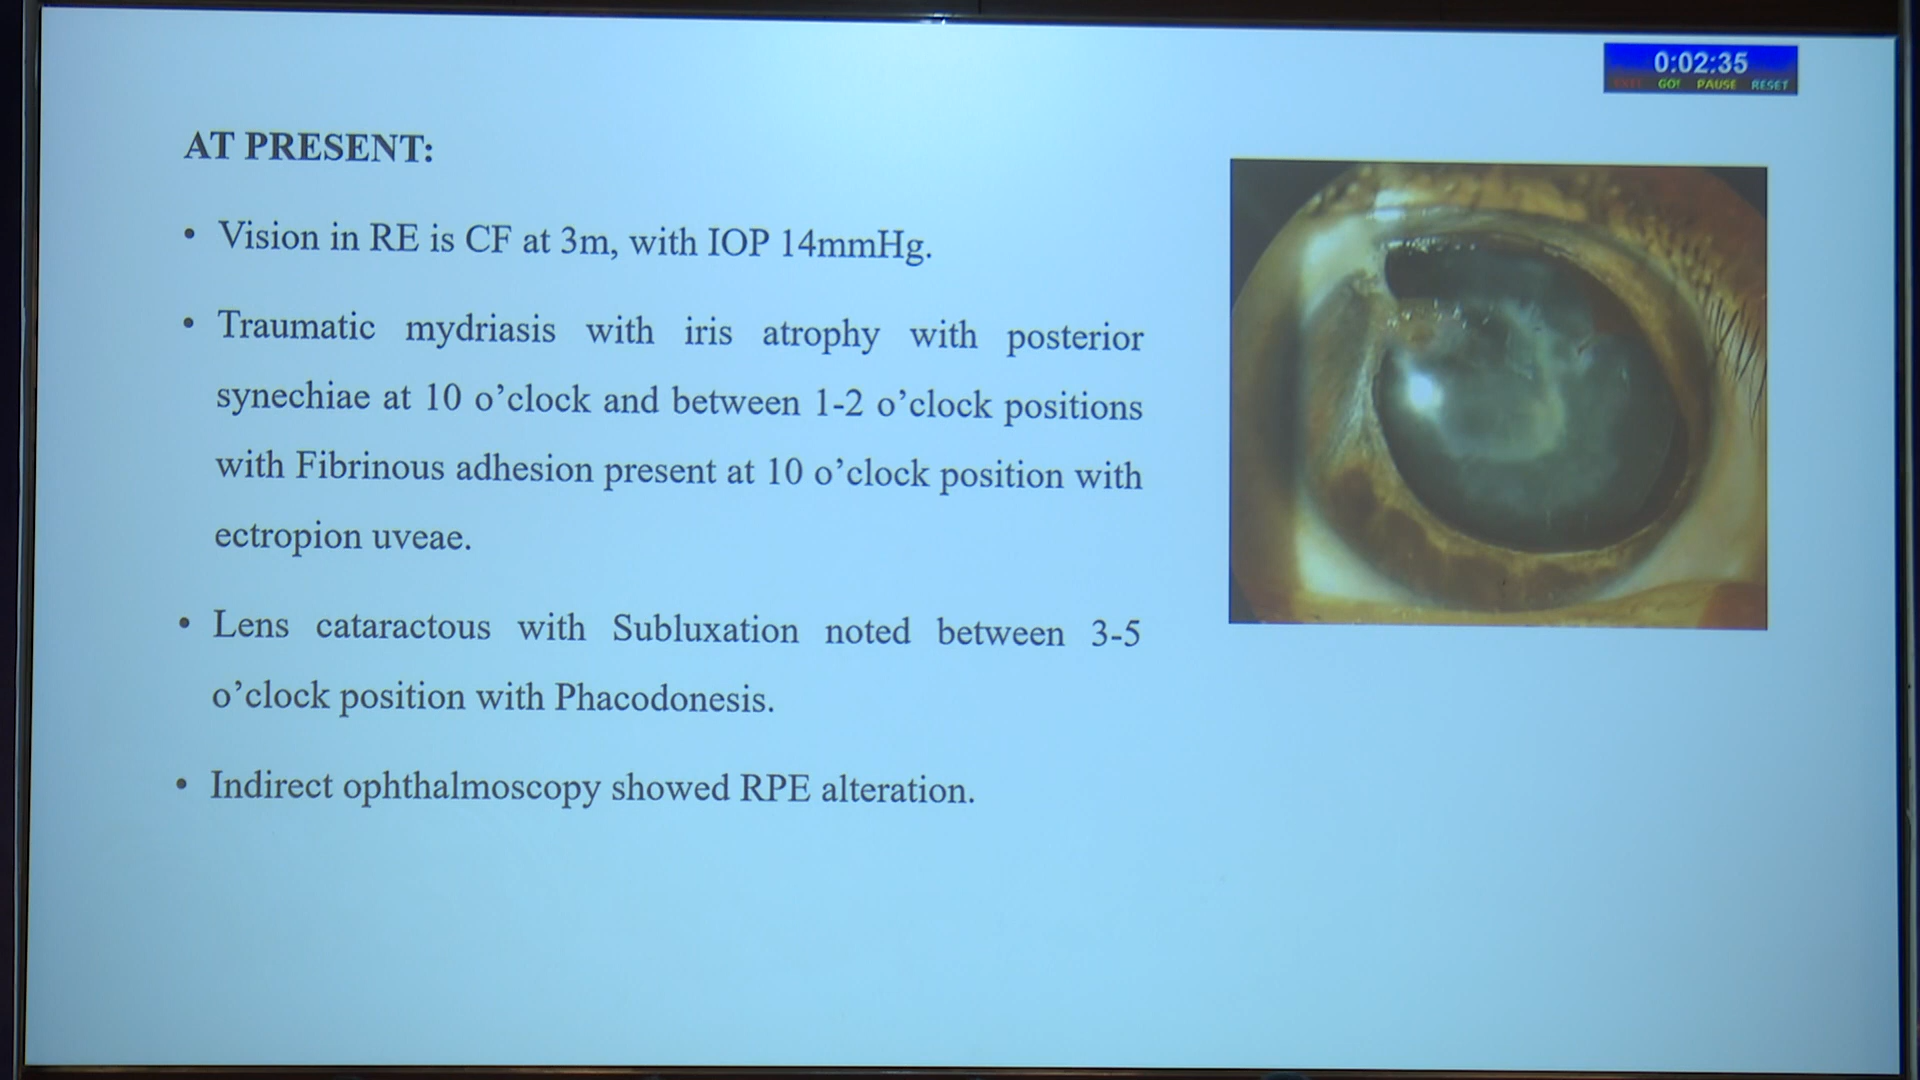 0:02:35
GO! PAUSE RESET
AT PRESENT:
• Vision in RE is CF at 3m, with IOP 14mmHg.
• Traumatic mydriasis with iris atrophy with posterior
synechiae at 10 o’clock and between 1-2 o’clock positions
with Fibrinous adhesion present at 10 o’clock position with
ectropion uveae.
• Lens cataractous with Subluxation noted between 3-5
o’clock position with Phacodonesis.
• Indirect ophthalmoscopy showed RPE alteration.